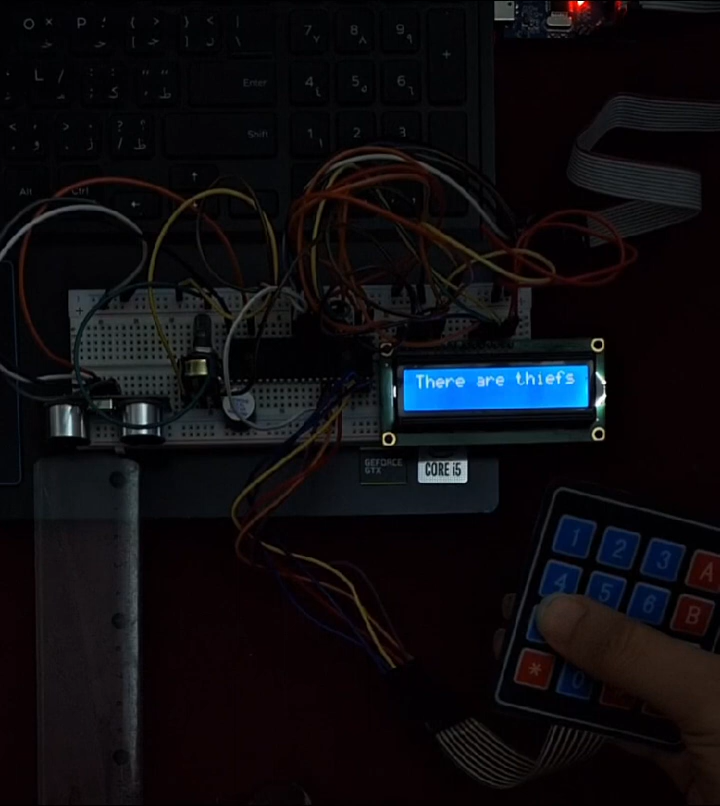 7 8 9
Enter 4 5 6
Shift 1 2 3
Alt Ctrl
There are thiefs
GEFORCE
GTX
CORE i5
1 2 3 A
4 5 6 B
* 0